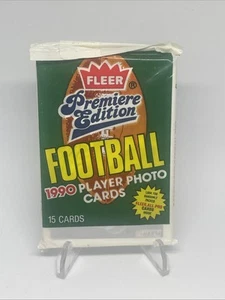 FLEER®
Premiere
Edition
FOOTBALL
1990 PLAYER PHOTO
CARDS
15 CARDS